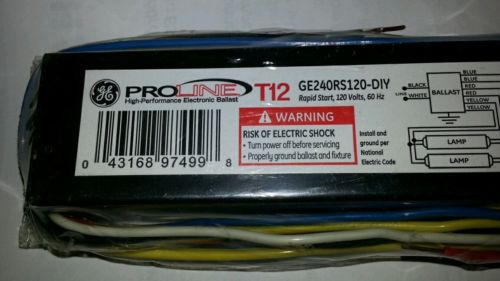 GE PROLINE T12 GE240RS120-DIY
High-Performance Electronic Ballast
Rapid Start, 120 Volts, 60 Hz
WARNING
RISK OF ELECTRIC SHOCK
• Turn power off before servicing
• Properly ground ballast and fixture
Install and
ground per
National
Electric Code
0 43168 97499 8
LINE
BLACK
WHITE
BALLAST
BLUE
BLUE
RED
RED
YELLOW
YELLOW
LAMP
LAMP